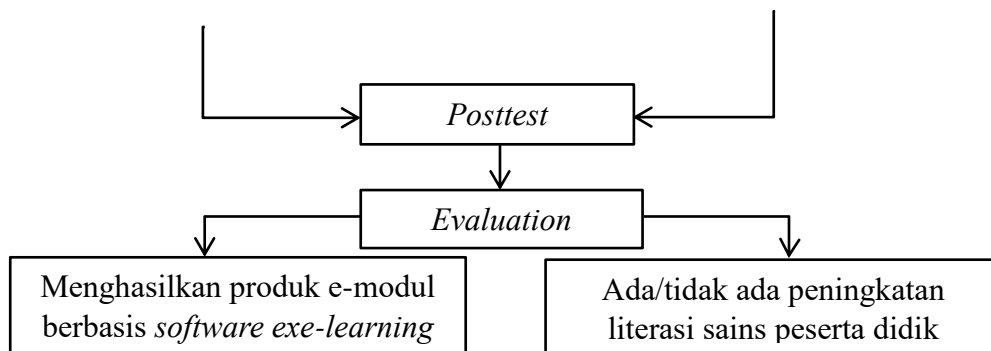 Posttest
Evaluation
Menghasilkan produk e-modul
berbasis software exe-learning
Ada/tidak ada peningkatan
literasi sains peserta didik